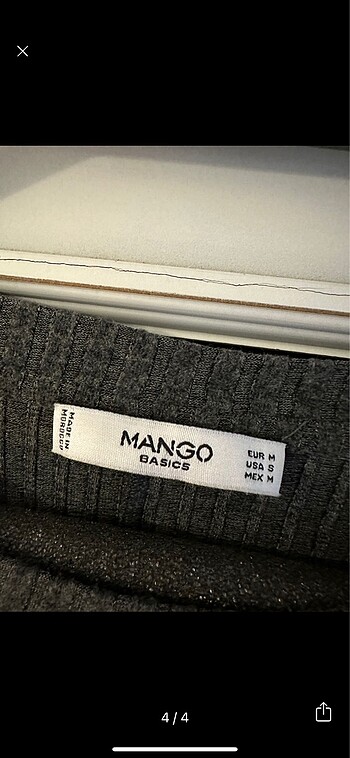 MADE IN
MOROCCO
MANGO
BASICS
EUR M
USA S
MEX M
4/4